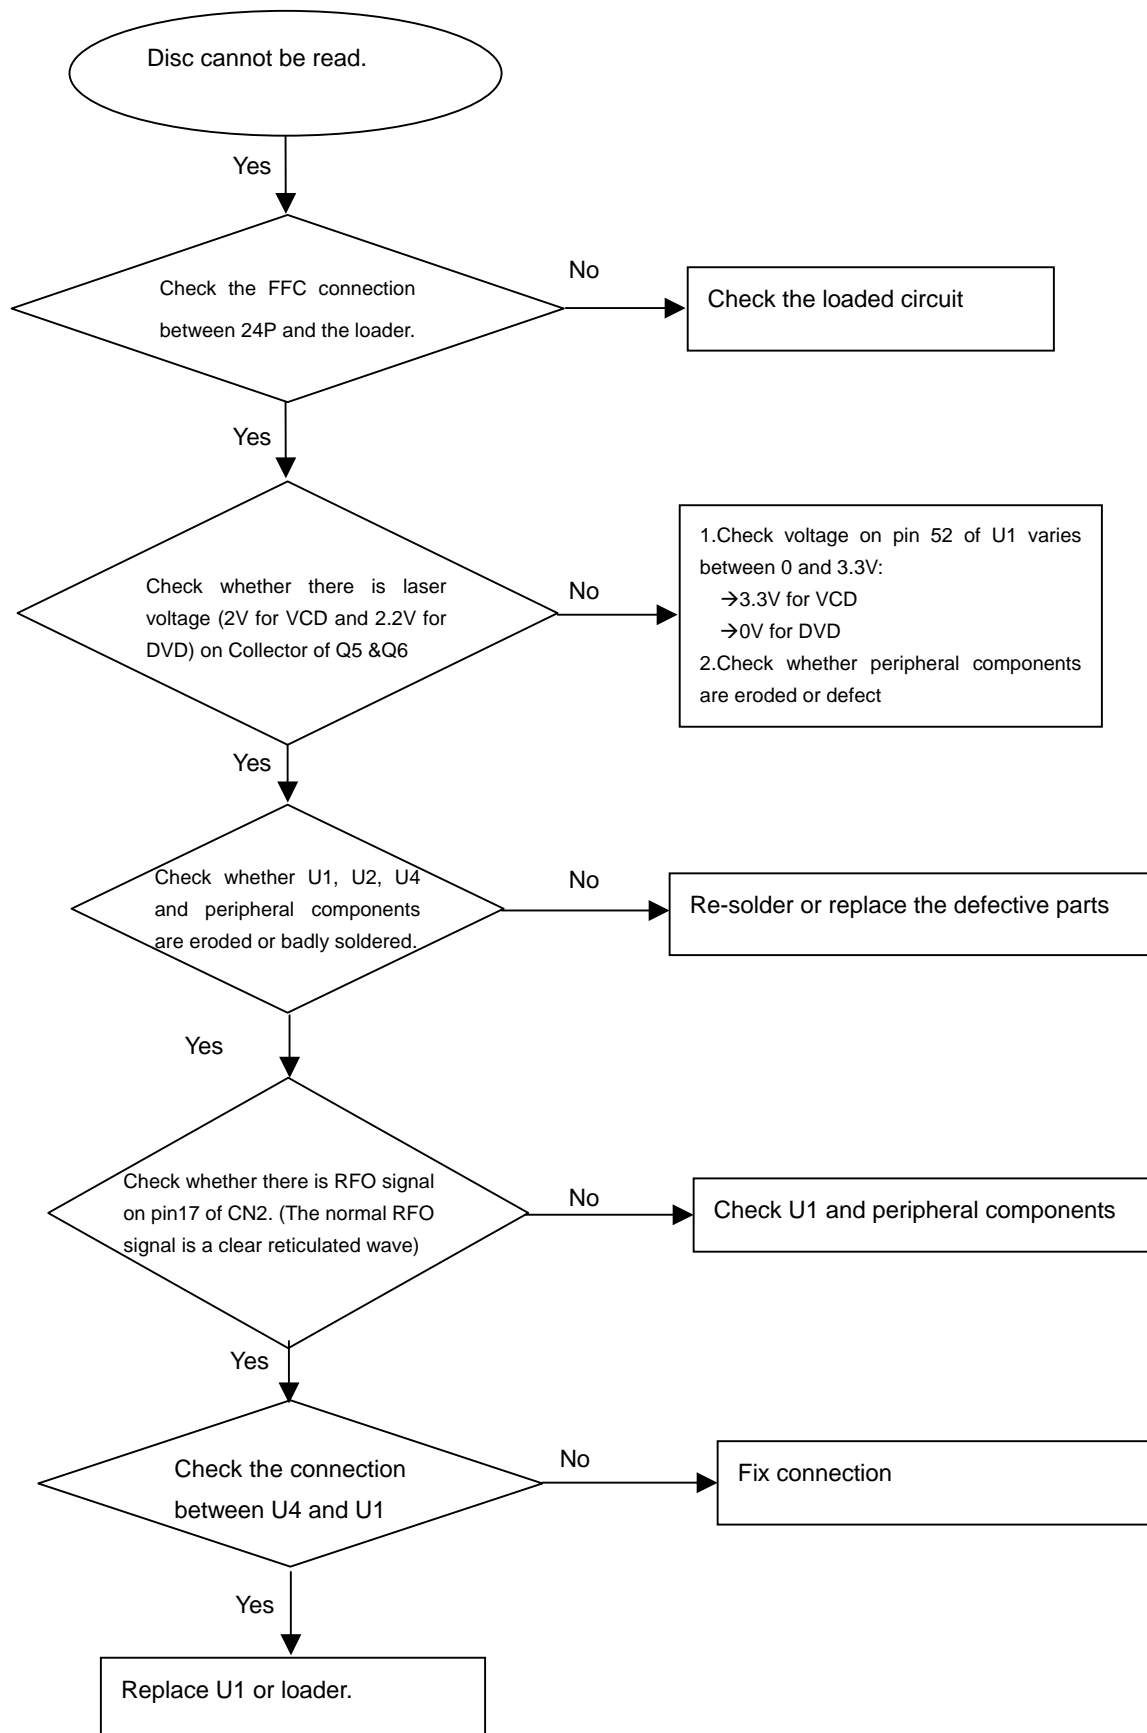 Disc cannot be read.
Yes
Check the FFC connection
between 24P and the loader.
No
Check the loaded circuit
Yes
Check whether there is laser
voltage (2V for VCD and 2.2V for
DVD) on Collector of Q5 &Q6
No
1.Check voltage on pin 52 of U1 varies
between 0 and 3.3V:
→3.3V for VCD
→0V for DVD
2.Check whether peripheral components
are eroded or defect
Yes
Check whether U1, U2, U4
and peripheral components
are eroded or badly soldered.
No
Re-solder or replace the defective parts
Yes
Check whether there is RFO signal
on pin17 of CN2. (The normal RFO
signal is a clear reticulated wave)
No
Check U1 and peripheral components
Yes
Check the connection
between U4 and U1
No
Fix connection
Yes
Replace U1 or loader.